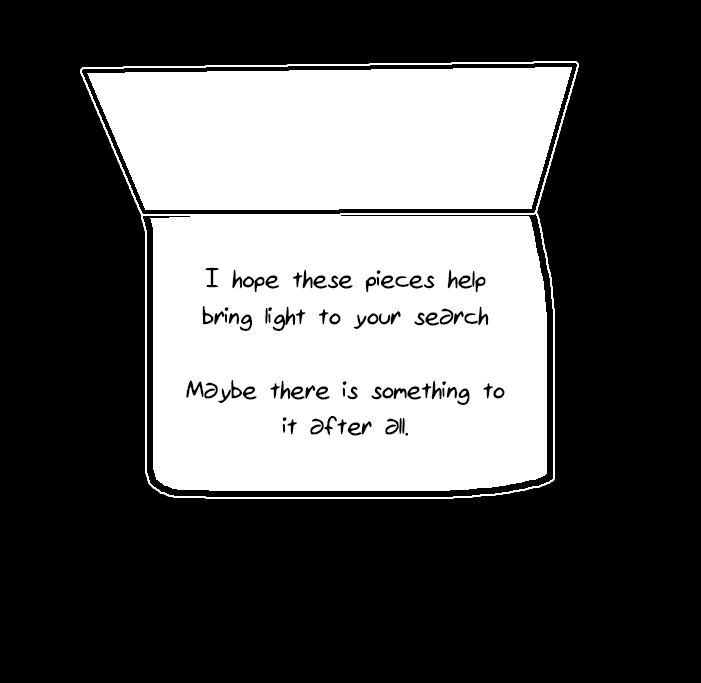 I hope these pieces help
bring light to your search
Maybe there is something to
it after all.